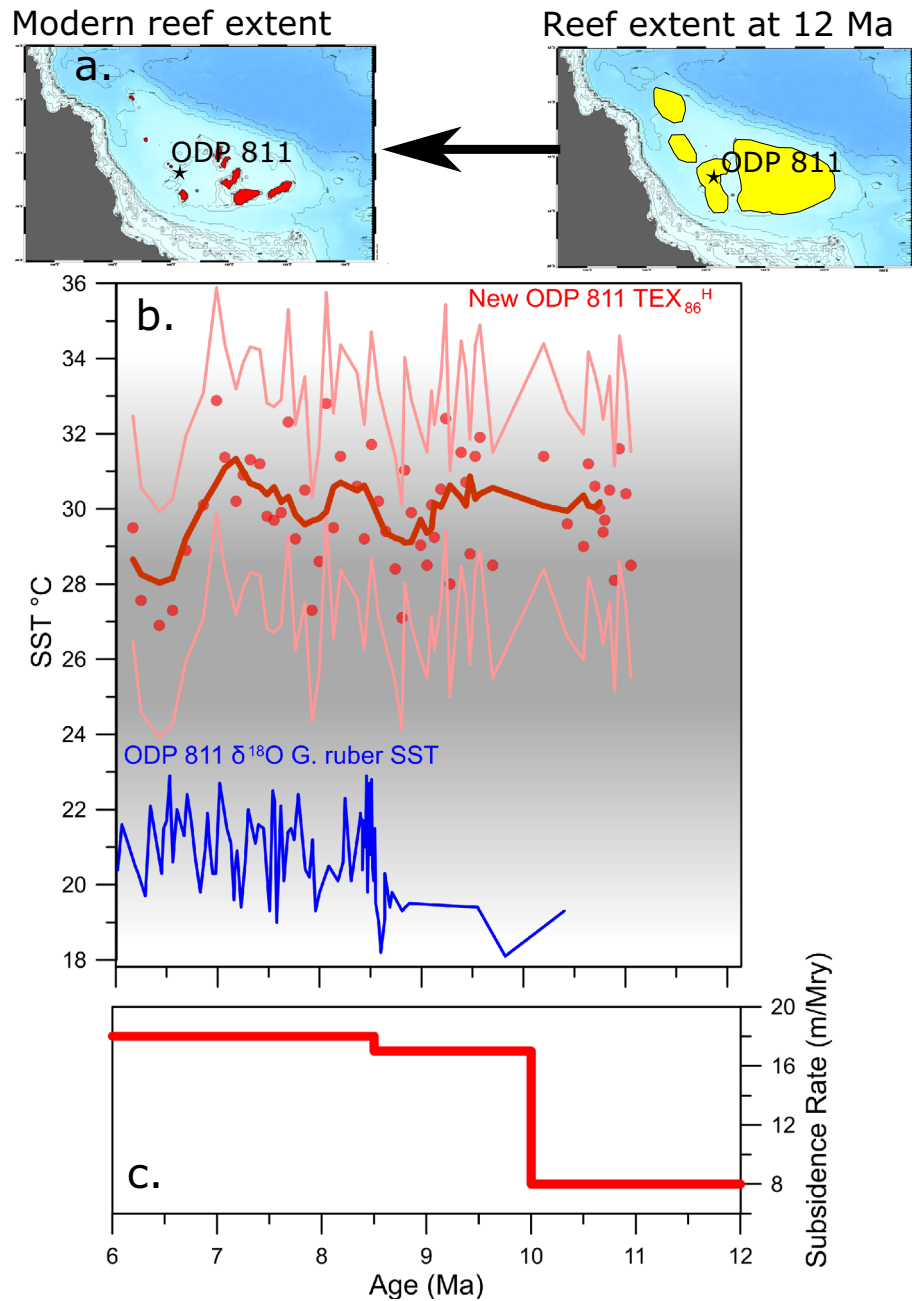 Modern reef extent
Reef extent at 12 Ma
a.
ODP 811
ODP 811
b.
New ODP 811 TEX86H
36
34
32
30
28
26
24
22
20
18
SST °C
ODP 811 δ18O G. ruber SST
c.
20
16
12
8
Subsidence Rate (m/Mry)
6 7 8 9 10 11 12
Age (Ma)